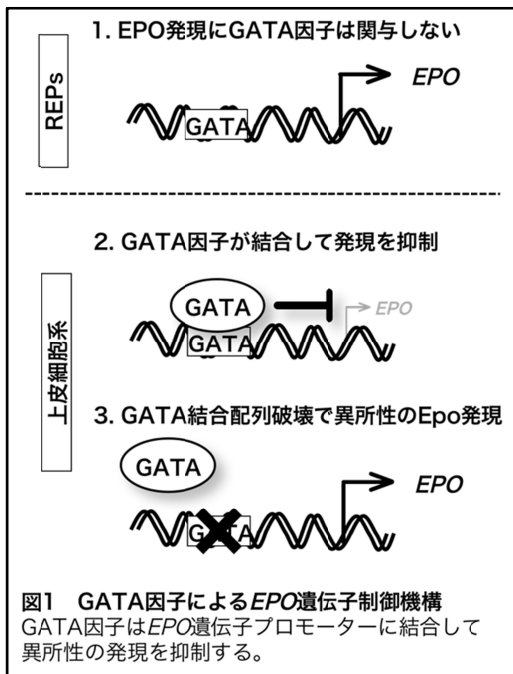 1. EPO発現にGATA因子は関与しない
REPs
EPO
GATA
2. GATA因子が結合して発現を抑制
上皮細胞系
GATA
EPO
GATA
3. GATA結合配列破壊で異所性のEpo発現
GATA
EPO
GATA
図1 GATA因子によるEPO遺伝子制御機構
GATA因子はEPO遺伝子プロモーターに結合して
異所性の発現を抑制する。